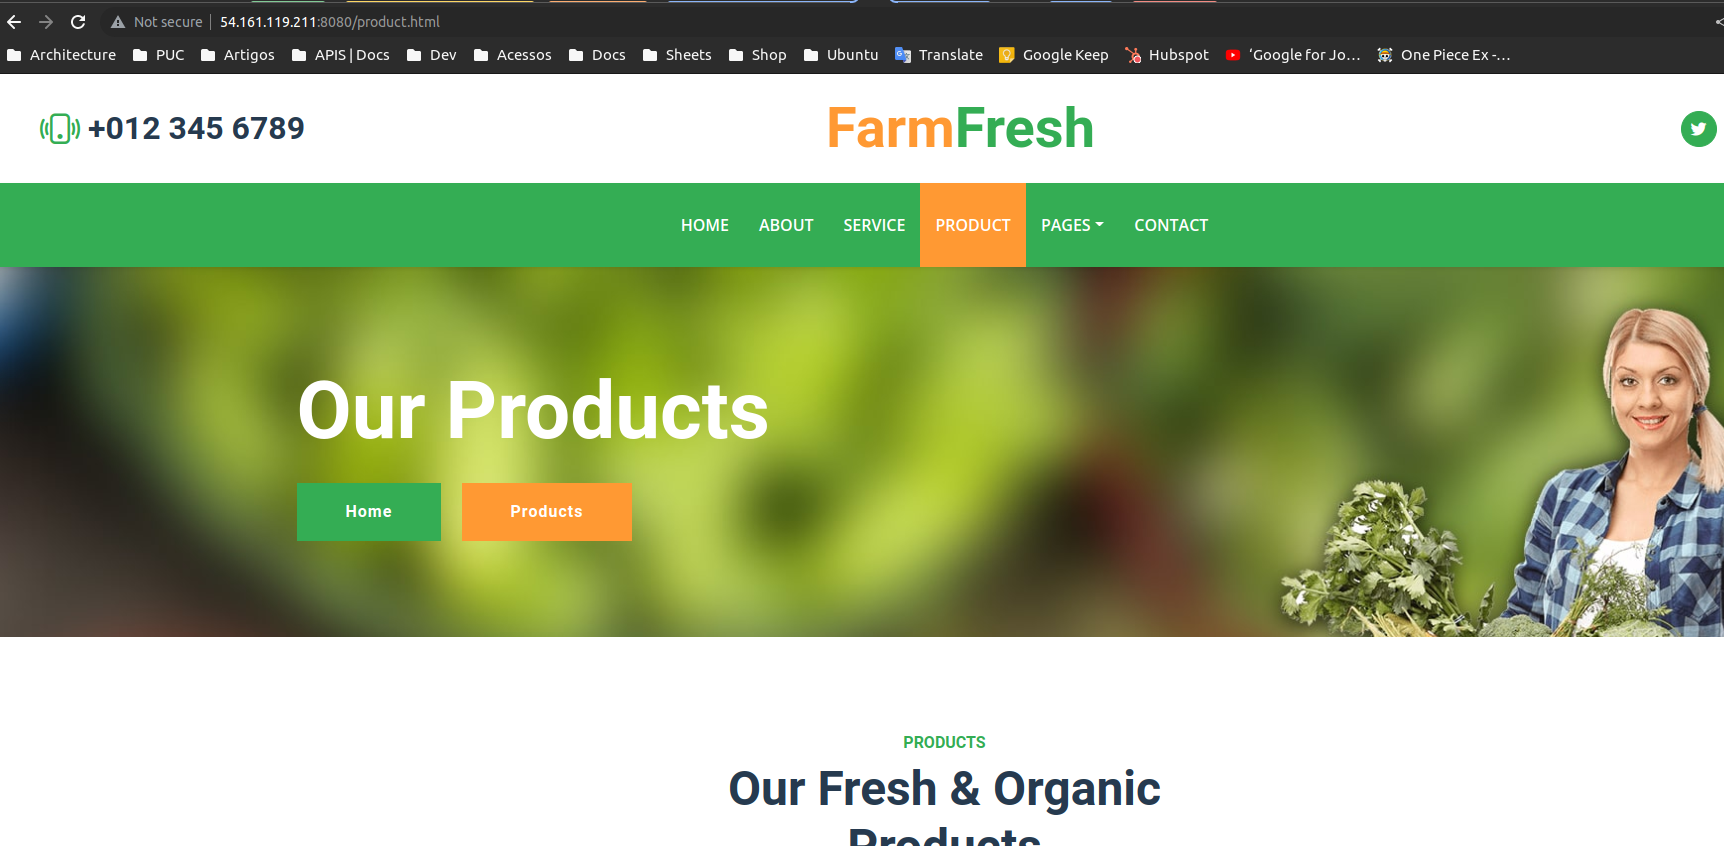 Not secure | 54.161.119.211:8080/product.html
Architecture PUC Artigos APIS | Docs Dev Acessos Docs Sheets Shop Ubuntu Translate Google Keep Hubspot ‘Google for Jo... One Piece Ex -...
+012 345 6789
FarmFresh
HOME ABOUT SERVICE PRODUCT PAGES CONTACT
Our Products
Home Products
PRODUCTS
Our Fresh & Organic
Products